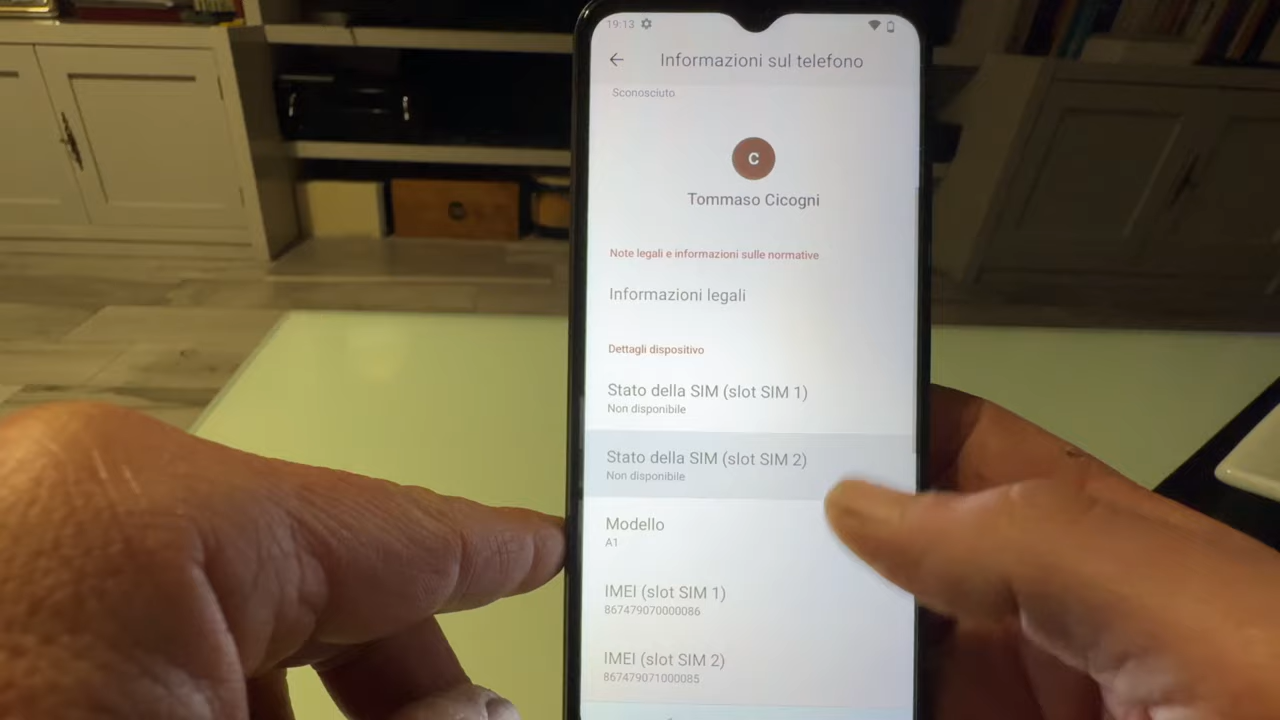 19:13
Informazioni sul telefono
Sconosciuto
C
Tommaso Cicogni
Note legali e informazioni sulle normative
Informazioni legali
Dettagli dispositivo
Stato della SIM (slot SIM 1)
Non disponibile
Stato della SIM (slot SIM 2)
Non disponibile
Modello
A1
IMEI (slot SIM 1)
867479070000086
IMEI (slot SIM 2)
867479071000085